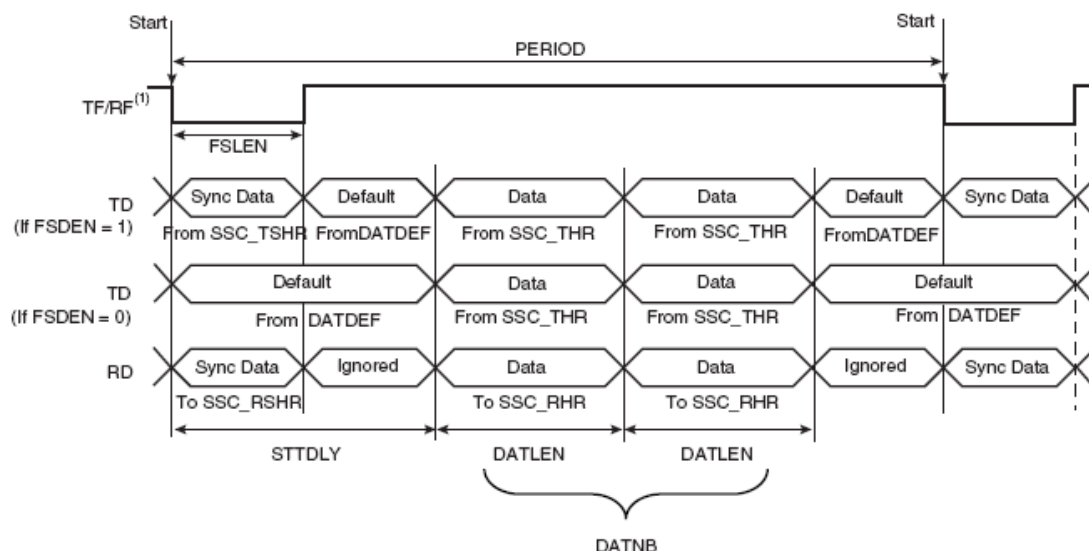 Start Start
PERIOD
TF/RF(1)
FSLEN
TD
(If FSDEN = 1)
Sync Data Default Data Data Default Sync Data
From SSC_TSHR FromDATDEF From SSC_THR From SSC_THR FromDATDEF
TD
(If FSDEN = 0)
Default Data Data Default
From DATDEF From SSC_THR From SSC_THR From DATDEF
RD
Sync Data Ignored Data Data Ignored Sync Data
To SSC_RSHR To SSC_RHR To SSC_RHR
STTDLY DATLEN DATLEN
DATNB